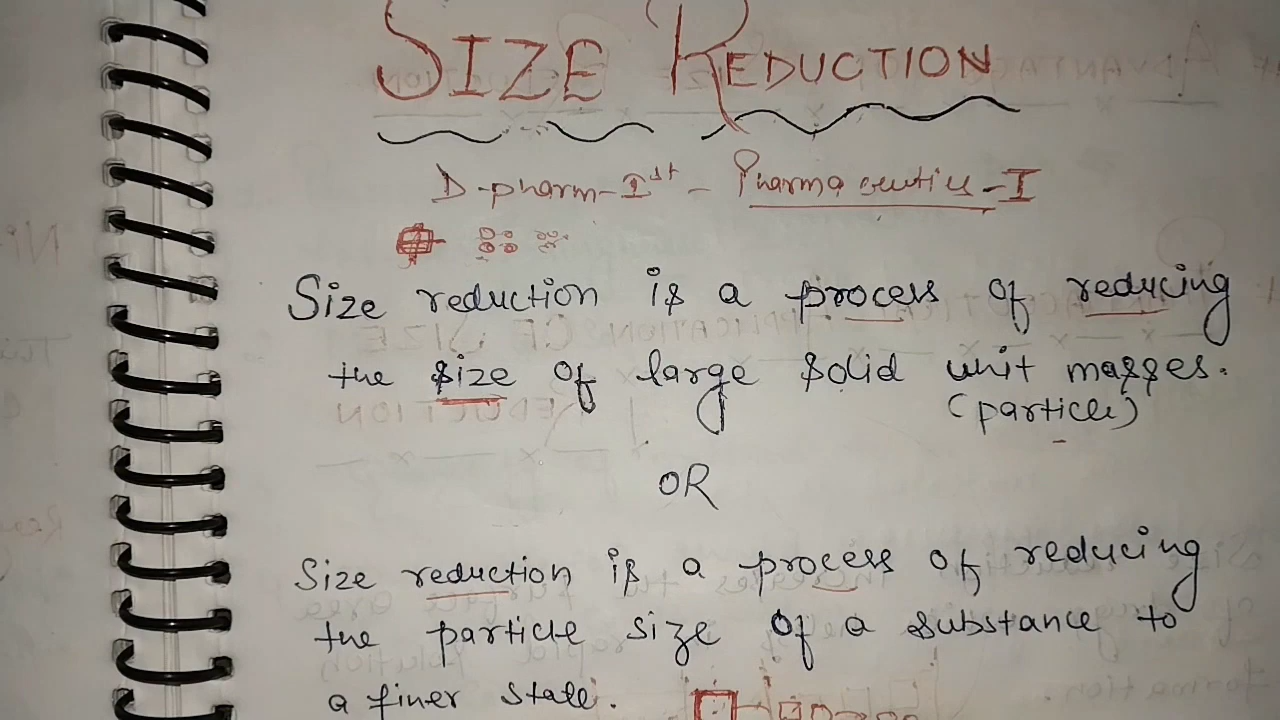 SIZE REDUCTION
D-pharm-Ist - Pharmaceutics-I
Size reduction is a process of reducing
the size of large solid unit masses.
(particle)
OR
Size reduction is a process of reducing
the particle size of a substance to
a finer state.